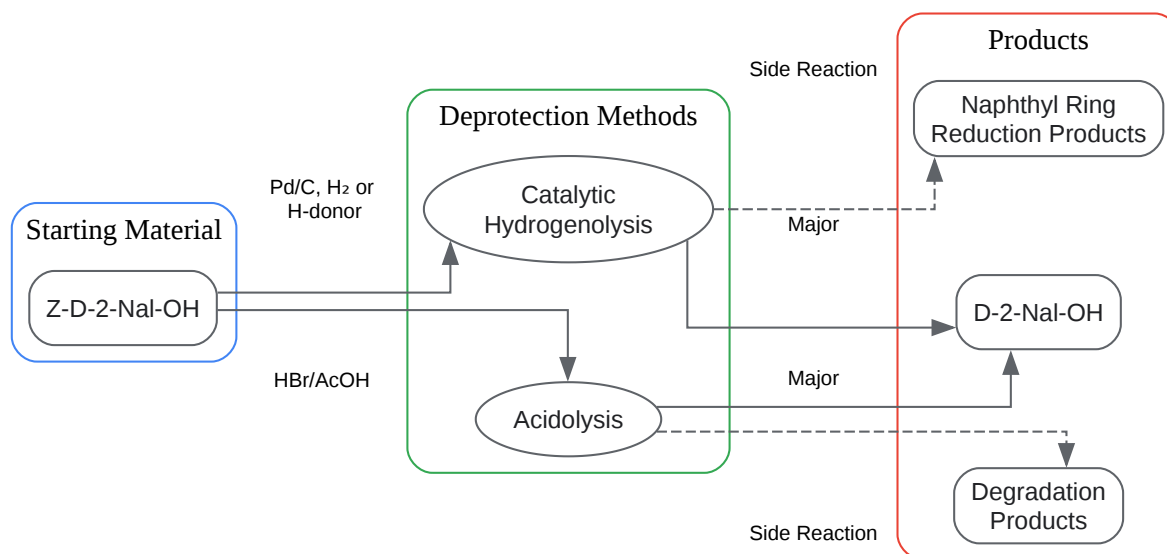 Products
Side Reaction
Naphthyl Ring
Reduction Products
Deprotection Methods
Pd/C, H₂ or
H-donor
Catalytic
Hydrogenolysis
Major
Starting Material
Z-D-2-Nal-OH
D-2-Nal-OH
HBr/AcOH
Major
Acidolysis
Degradation
Products
Side Reaction